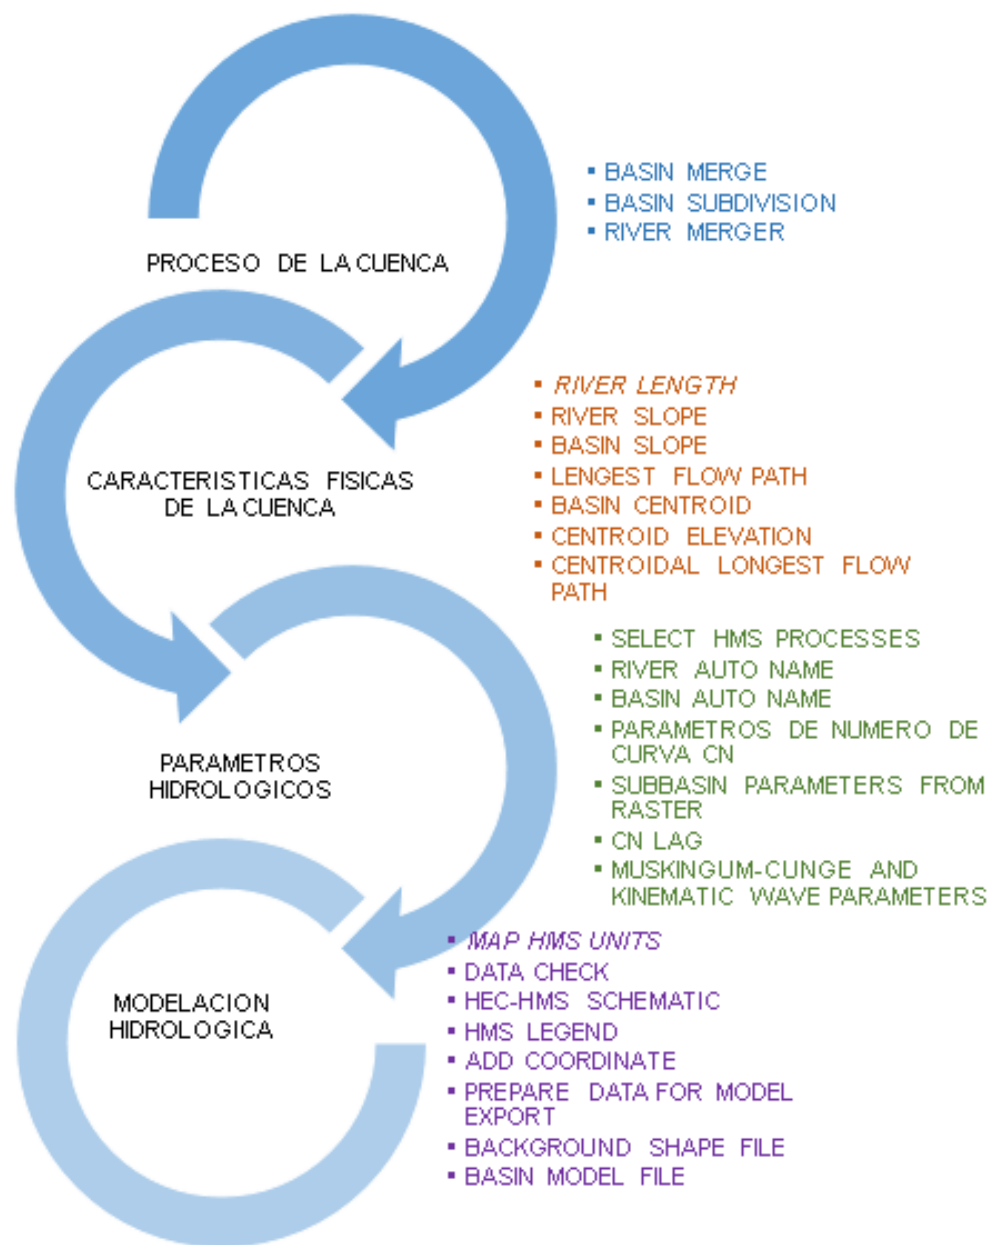 ▪ BASIN MERGE
▪ BASIN SUBDIVISION
▪ RIVER MERGER
PROCESO DE LA CUENCA
▪ RIVER LENGTH
▪ RIVER SLOPE
▪ BASIN SLOPE
▪ LENGEST FLOW PATH
▪ BASIN CENTROID
▪ CENTROID ELEVATION
▪ CENTROIDAL LONGEST FLOW
PATH
CARACTERISTICAS FISICAS
DE LA CUENCA
▪ SELECT HMS PROCESSES
▪ RIVER AUTO NAME
▪ BASIN AUTO NAME
▪ PARAMETROS DE NUMERO DE
CURVA CN
▪ SUBBASIN PARAMETERS FROM
RASTER
▪ CN LAG
▪ MUSKINGUM-CUNGE AND
KINEMATIC WAVE PARAMETERS
PARAMETROS
HIDROLOGICOS
▪ MAP HMS UNITS
▪ DATA CHECK
▪ HEC-HMS SCHEMATIC
▪ HMS LEGEND
▪ ADD COORDINATE
▪ PREPARE DATA FOR MODEL
EXPORT
▪ BACKGROUND SHAPE FILE
▪ BASIN MODEL FILE
MODELACION
HIDROLOGICA